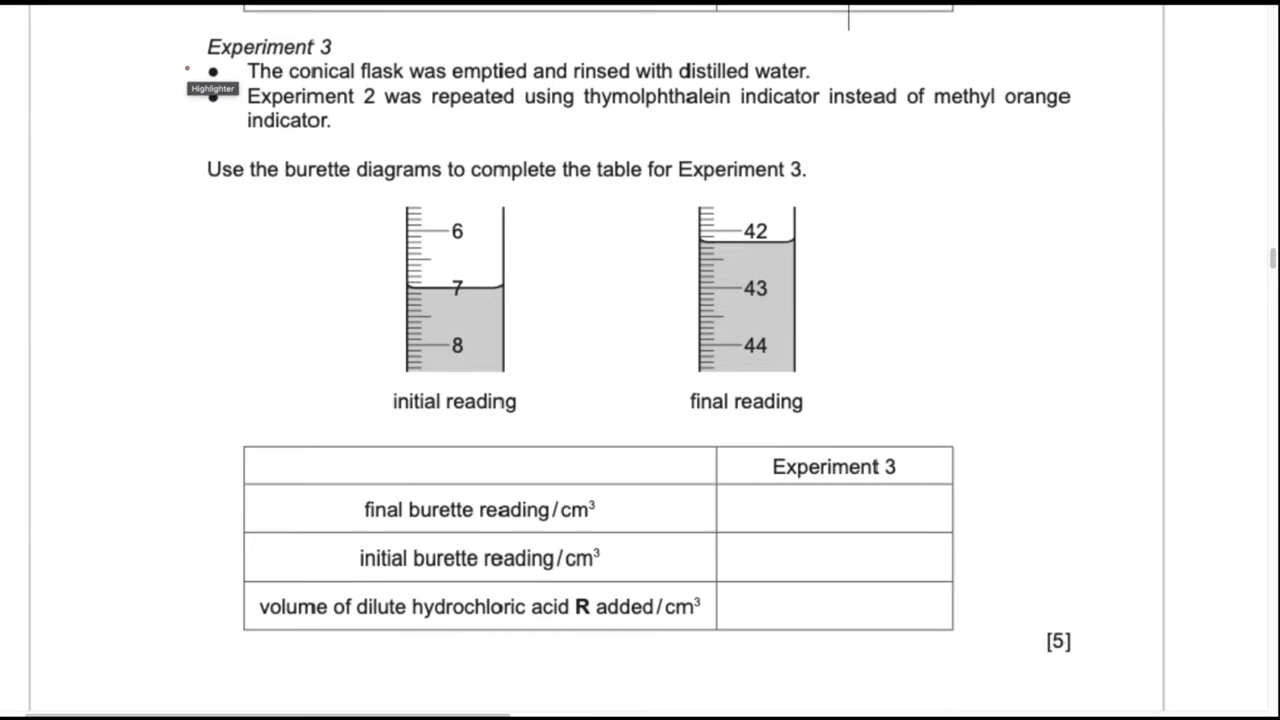 Experiment 3
• The conical flask was emptied and rinsed with distilled water.
Highlighter
• Experiment 2 was repeated using thymolphthalein indicator instead of methyl orange
indicator.
Use the burette diagrams to complete the table for Experiment 3.
6
7
8
initial reading
42
43
44
final reading
Experiment 3
final burette reading/cm³
initial burette reading/cm³
volume of dilute hydrochloric acid R added/cm³
[5]